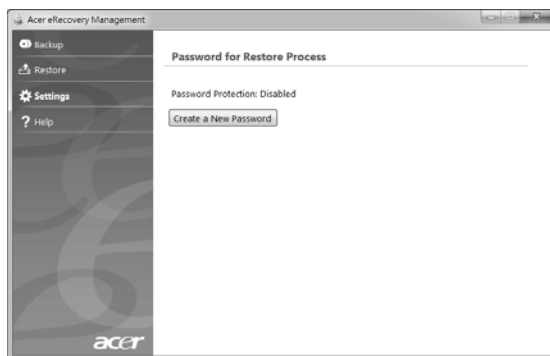 Acer eRecovery Management
Backup
Restore
Settings
? Help
Password for Restore Process
Password Protection: Disabled
Create a New Password
acer